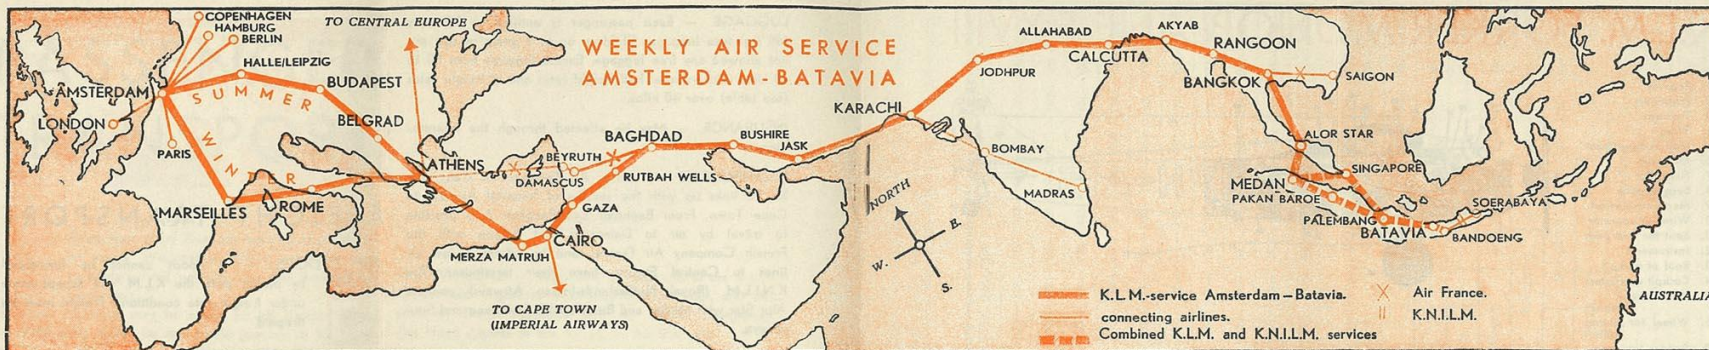 COPENHAGEN
HAMBURG
BERLIN
TO CENTRAL EUROPE
WEEKLY AIR SERVICE
AMSTERDAM-BATAVIA
HALLE/LEIPZIG
AMSTERDAM
BUDAPEST
SUMMER
LONDON
BELGRAD
PARIS
WINTER
ATHENS
MARSEILLES
ROME
BEYRUTH
DAMASCUS
BAGHDAD
RUTBAH WELLS
GAZA
CAIRO
MERZA MATRUH
TO CAPE TOWN
(IMPERIAL AIRWAYS)
BUSHIRE
JASK
KARACHI
JODHPUR
ALLAHABAD
CALCUTTA
AKYAB
RANGOON
BANGKOK
SAIGON
BOMBAY
MADRAS
ALOR STAR
SINGAPORE
MEDAN
PAKAN BAROE
PALEMBANG
BATAVIA
SOERABAYA
BANDOENG
NORTH
E.
W.
S.
K.L.M.-service Amsterdam—Batavia.
connecting airlines.
Combined K.L.M. and K.N.I.L.M. services
Air France.
K.N.I.L.M.
AUSTRALIA